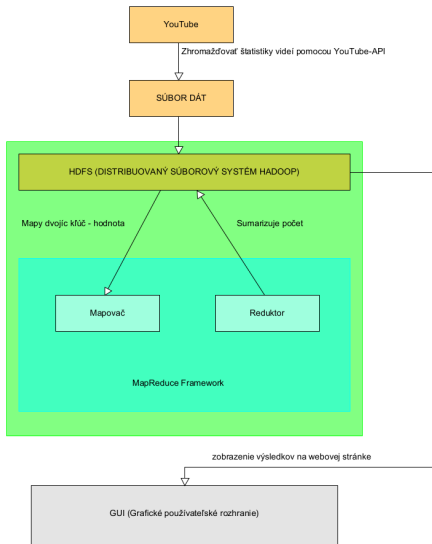 YouTube
Zhromažďovať štatistiky videí pomocou YouTube-API
SÚBOR DÁT
HDFS (DISTRIBUOVANÝ SÚBOROVÝ SYSTÉM HADOOP)
Mapy dvojíc kľúč - hodnota
Sumarizuje počet
Mapovač
Reduktor
MapReduce Framework
zobrazenie výsledkov na webovej stránke
GUI (Grafické používateľské rozhranie)